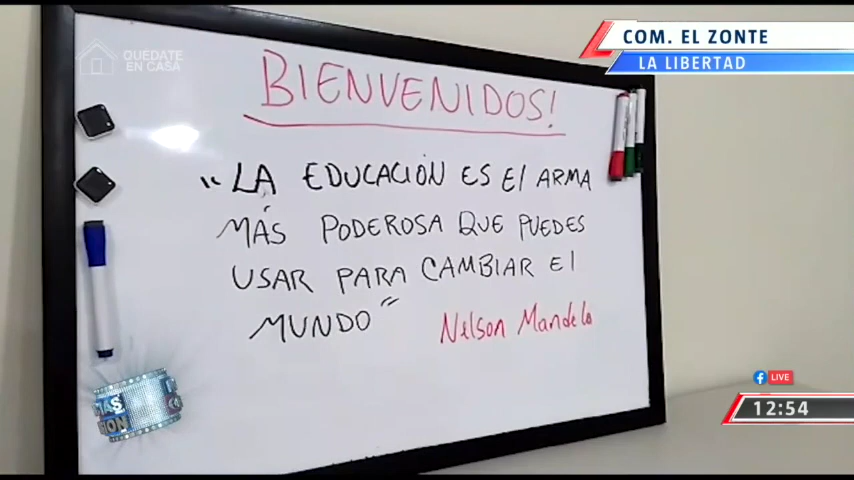 QUEDATE
EN CASA
COM. EL ZONTE
LA LIBERTAD
BIENVENIDOS!
"LA EDUCACIÓN ES El ARMA
MÁS PODEROSA QUE PUEDES
USAR PARA CAMBIAR El
MUNDO"
Nelson Mandela
LIVE
12:54